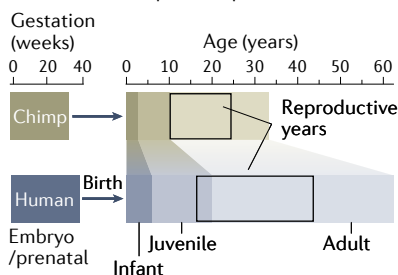 Gestation
(weeks)
Age (years)
0 20 40
0 10 20 30 40 50 60
Chimp
Reproductive
years
Birth
Human
Embryo
/prenatal
Infant
Juvenile
Adult